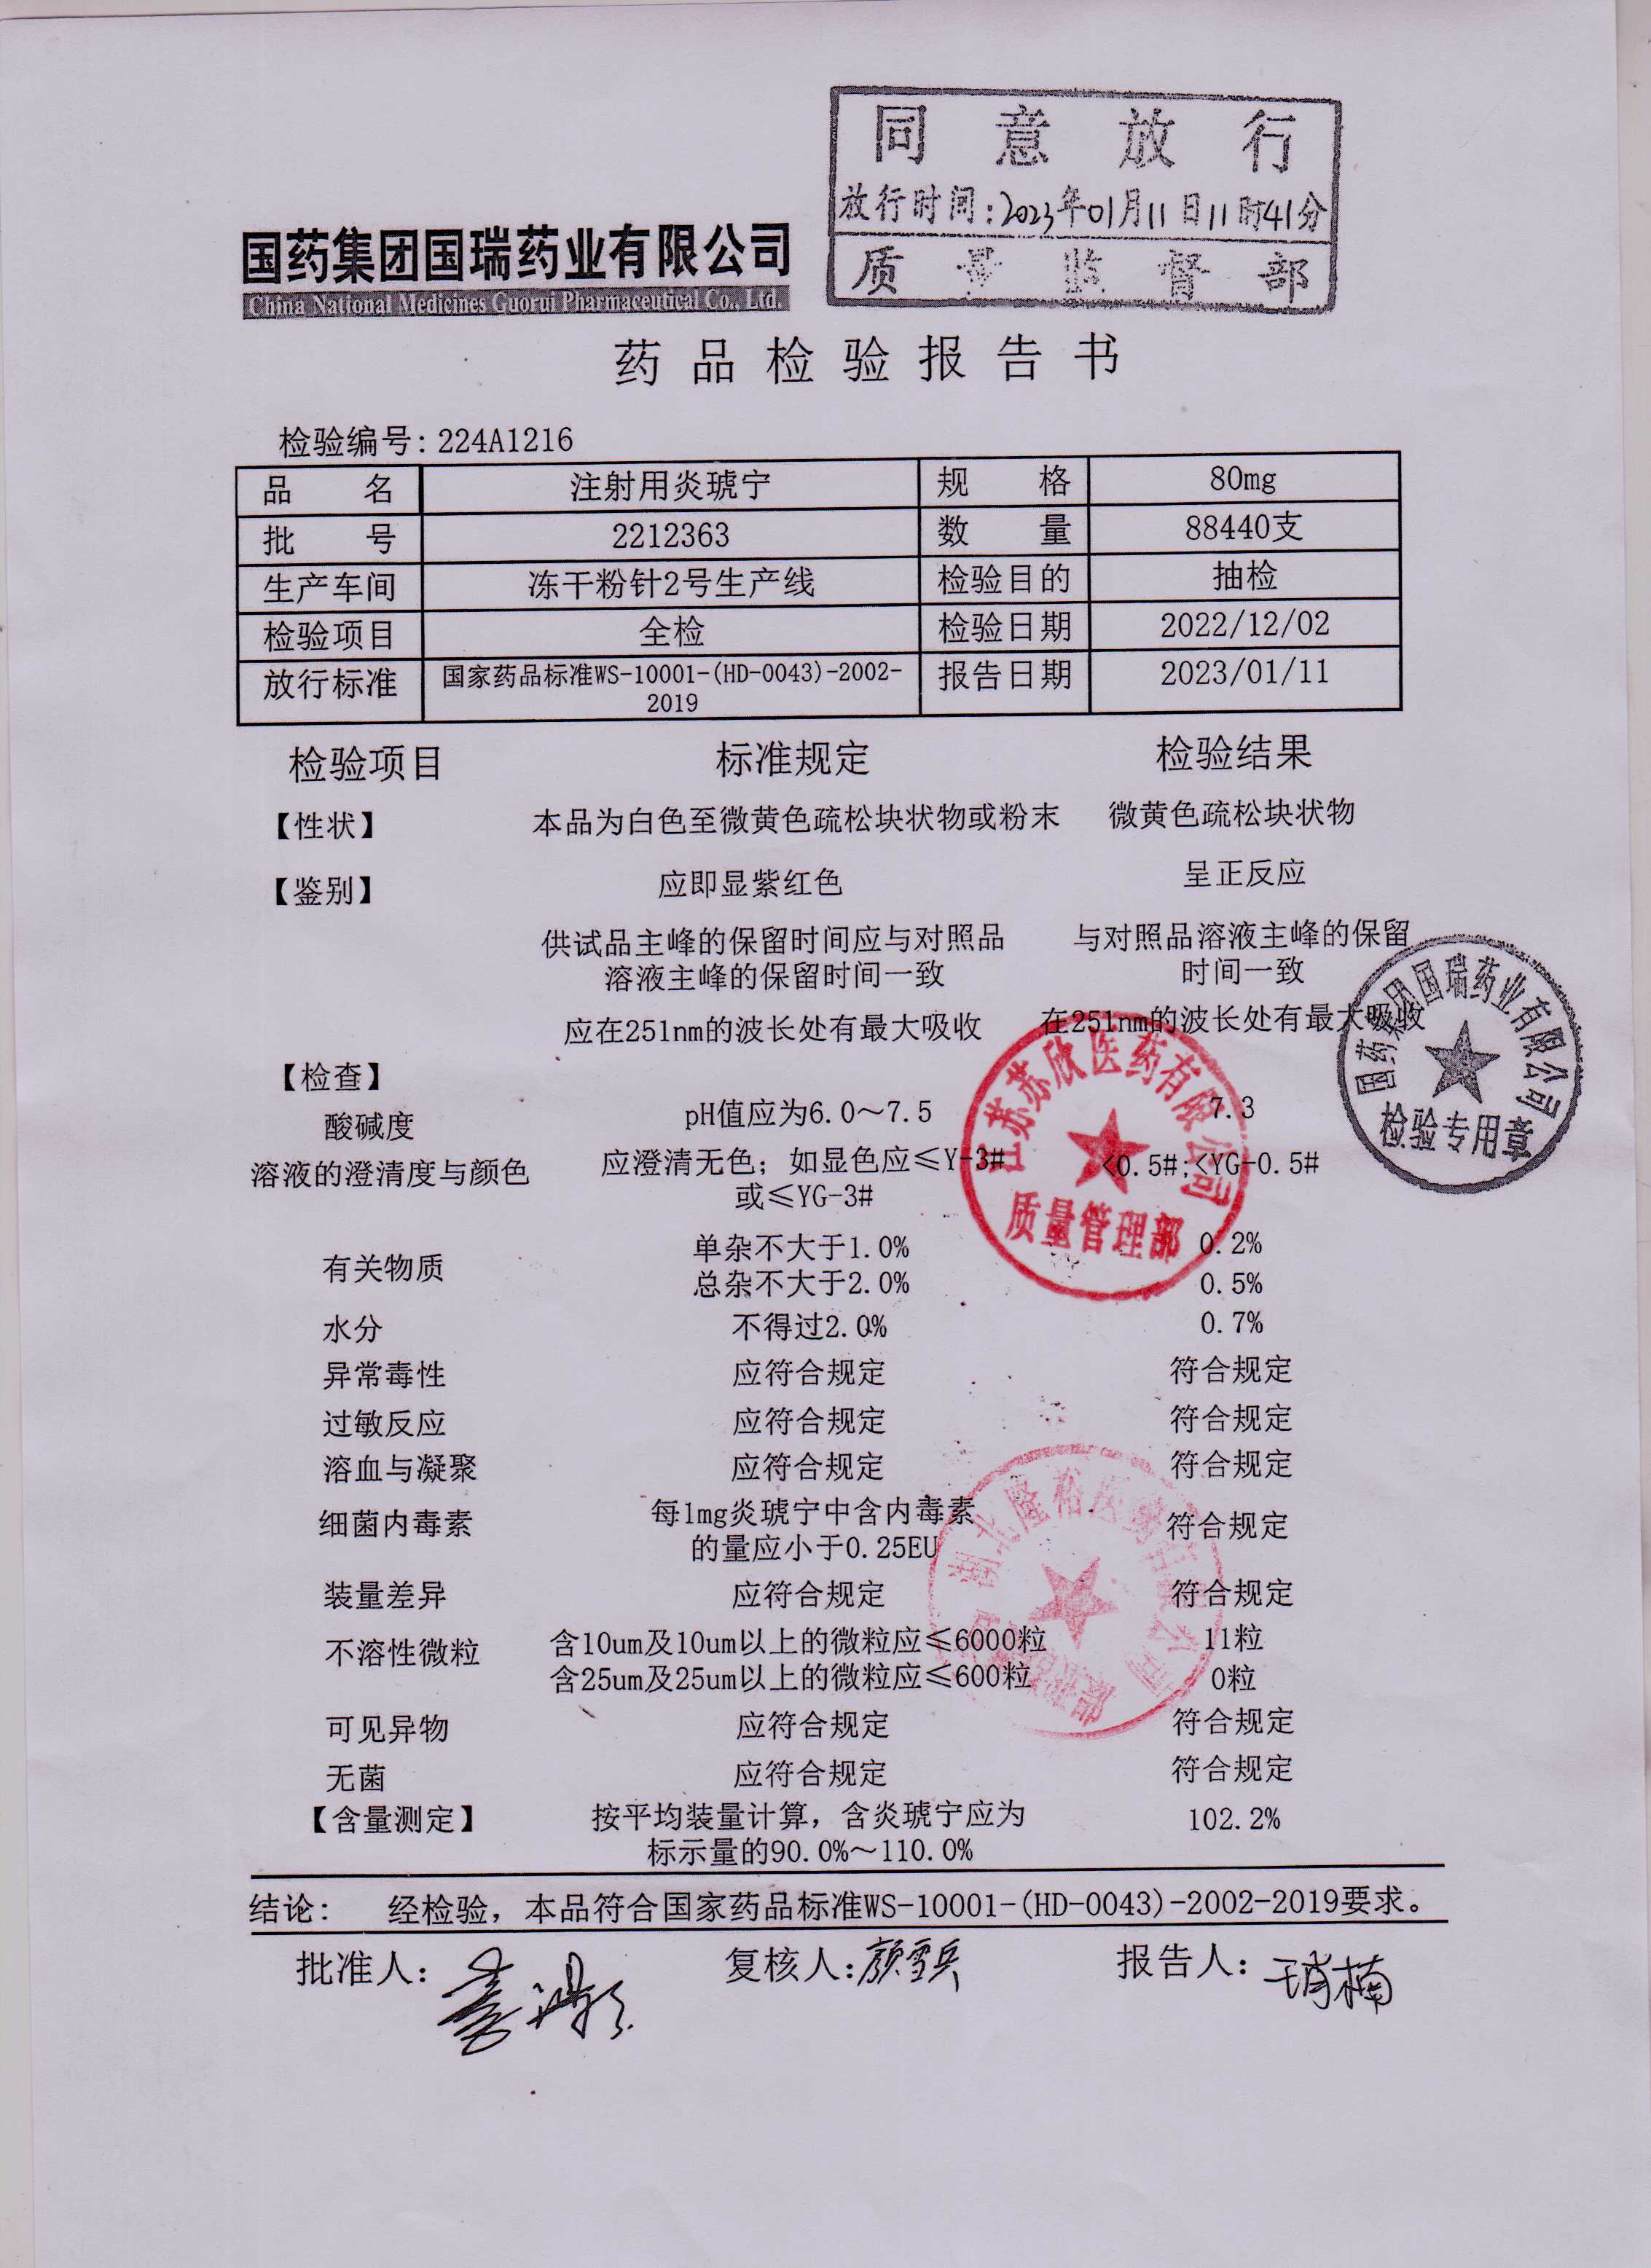 同意放行
放行时间:2023年01月11日11时41分
质量监督部
国药集团国瑞药业有限公司
China National Medicines Guorui Pharmaceutical Co., Ltd.
药品检验报告书
检验编号: 224A1216
品名 注射用炎琥宁 规格 80mg
批号 2212363 数量 88440支
生产车间 冻干粉针2号生产线 检验目的 抽检
检验项目 全检 检验日期 2022/12/02
放行标准 国家药品标准WS-10001-(HD-0043)-2002-2019 报告日期 2023/01/11
检验项目 标准规定 检验结果
【性状】 本品为白色至微黄色疏松块状物或粉末 微黄色疏松块状物
【鉴别】 应即显紫红色 呈正反应
供试品主峰的保留时间应与对照品 与对照品溶液主峰的保留
溶液主峰的保留时间一致 时间一致
应在251nm的波长处有最大吸收 在251nm的波长处有最大吸收
【检查】
酸碱度 pH值应为6.0~7.5 7.3
溶液的澄清度与颜色 应澄清无色；如显色应≤Y-3# <0.5#;<YG-0.5#
或≤YG-3#
有关物质 单杂不大于1.0% 0.2%
总杂不大于2.0% 0.5%
水分 不得过2.0% 0.7%
异常毒性 应符合规定 符合规定
过敏反应 应符合规定 符合规定
溶血与凝聚 应符合规定 符合规定
细菌内毒素 每1mg炎琥宁中含内毒素 符合规定
的量应小于0.25EU
装量差异 应符合规定 符合规定
不溶性微粒 含10um及10um以上的微粒应≤6000粒 11粒
含25um及25um以上的微粒应≤600粒 0粒
可见异物 应符合规定 符合规定
无菌 应符合规定 符合规定
【含量测定】 按平均装量计算，含炎琥宁应为 102.2%
标示量的90.0%~110.0%
结论: 经检验，本品符合国家药品标准WS-10001-(HD-0043)-2002-2019要求。
批准人:
复核人:颜雪兵
报告人:
国药集团国瑞药业有限公司
检验专用章
江苏苏欣医药有限公司
质量管理部
湖北隆裕医药有限公司